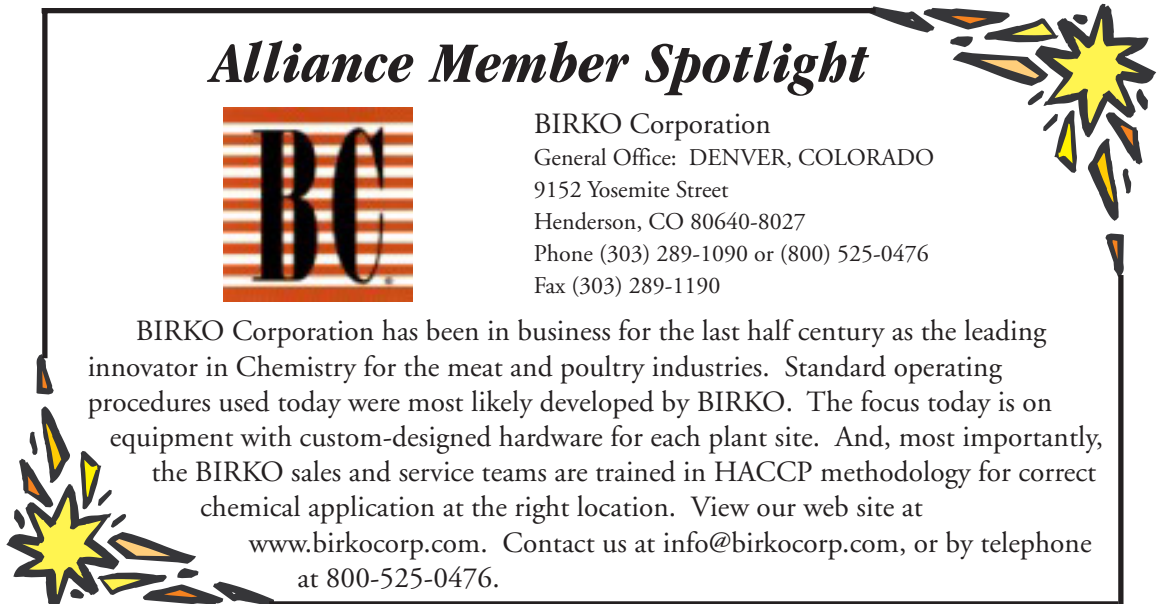 Alliance Member Spotlight
BC
BIRKO Corporation
General Office:  DENVER, COLORADO
9152 Yosemite Street
Henderson, CO 80640-8027
Phone (303) 289-1090 or (800) 525-0476
Fax (303) 289-1190
BIRKO Corporation has been in business for the last half century as the leading
innovator in Chemistry for the meat and poultry industries.  Standard operating
procedures used today were most likely developed by BIRKO.  The focus today is on
equipment with custom-designed hardware for each plant site.  And, most importantly,
the BIRKO sales and service teams are trained in HACCP methodology for correct
chemical application at the right location.  View our web site at
www.birkocorp.com.  Contact us at info@birkocorp.com, or by telephone
at 800-525-0476.